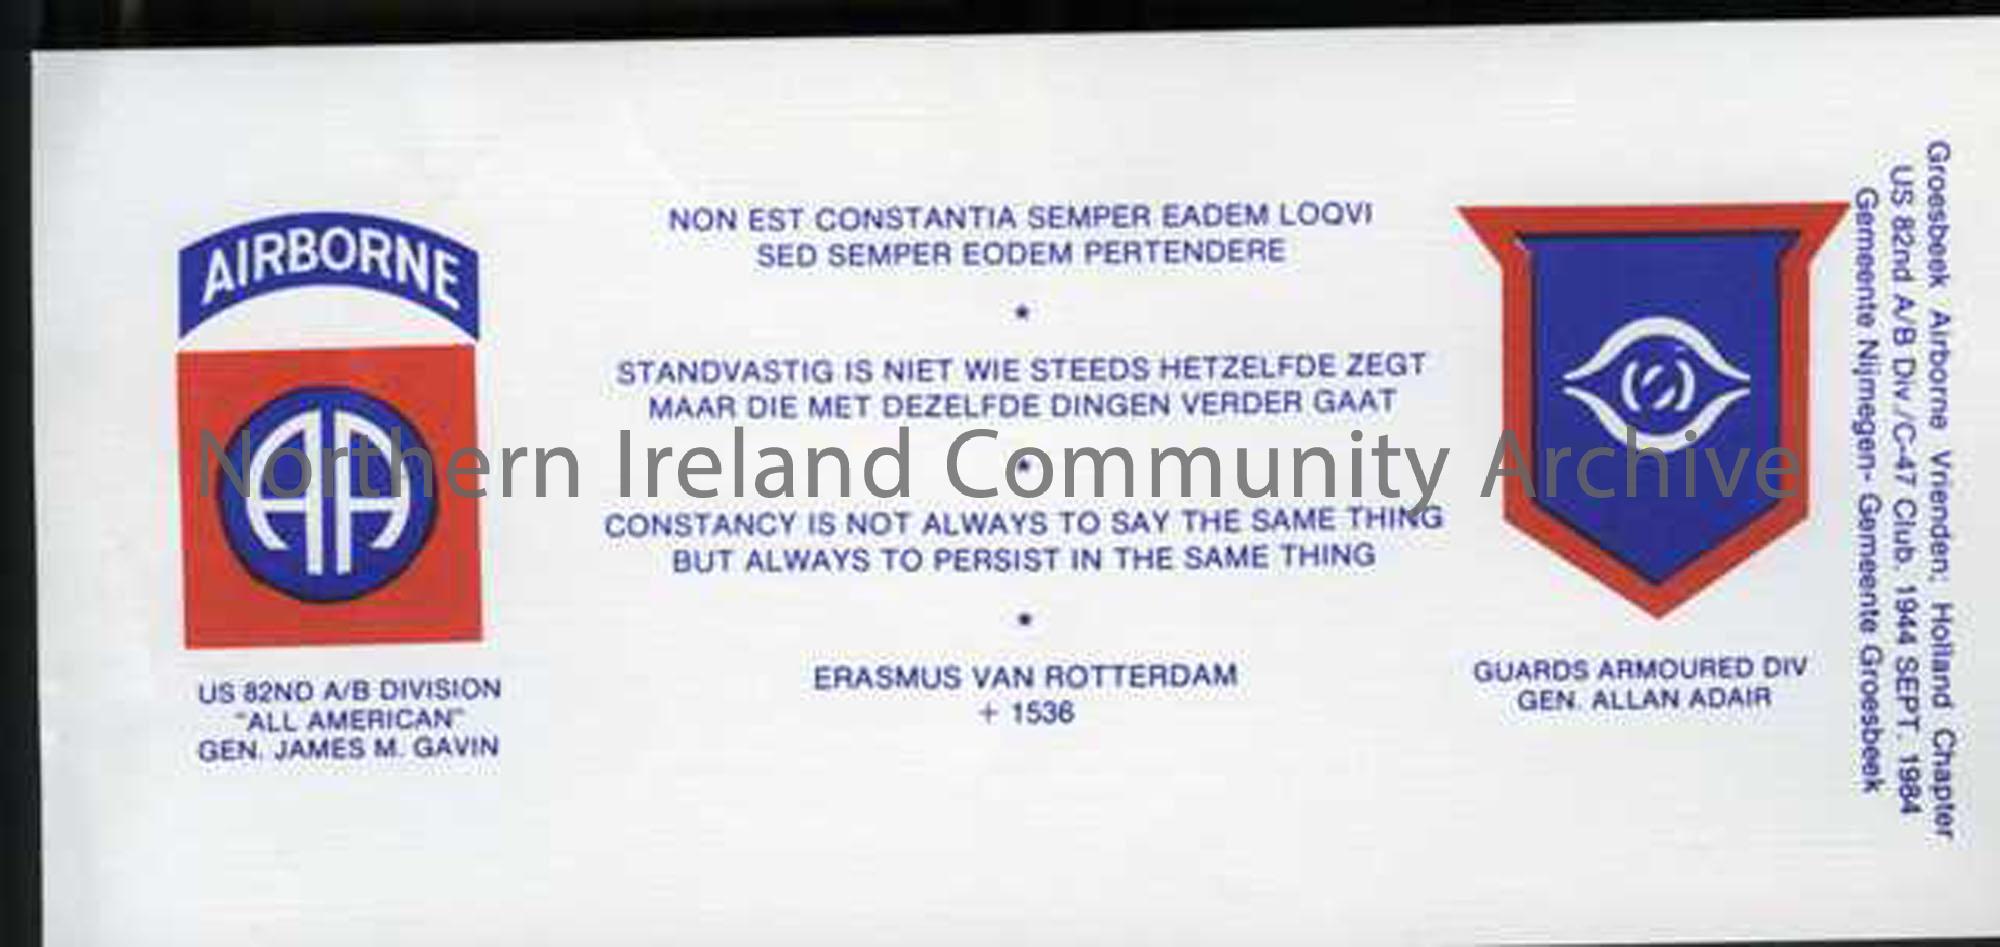 AIRBORNE
AA
US 82ND A/B DIVISION
"ALL AMERICAN"
GEN. JAMES M. GAVIN
NON EST CONSTANTIA SEMPER EADEM LOQVI
SED SEMPER EODEM PERTENDERE
*
STANDVASTIG IS NIET WIE STEEDS HETZELFDE ZEGT
MAAR DIE MET DEZELFDE DINGEN VERDER GAAT
*
CONSTANCY IS NOT ALWAYS TO SAY THE SAME THING
BUT ALWAYS TO PERSIST IN THE SAME THING
*
ERASMUS VAN ROTTERDAM
+ 1536
GUARDS ARMOURED DIV
GEN. ALLAN ADAIR
Groesbeek Airborne Vrienden; Holland Chapter
US 82nd A/B Div./C-47 Club. 1944 SEPT. 1984
Gemeente Nijmegen- Gemeente Groesbeek
Northern Ireland Community Archive